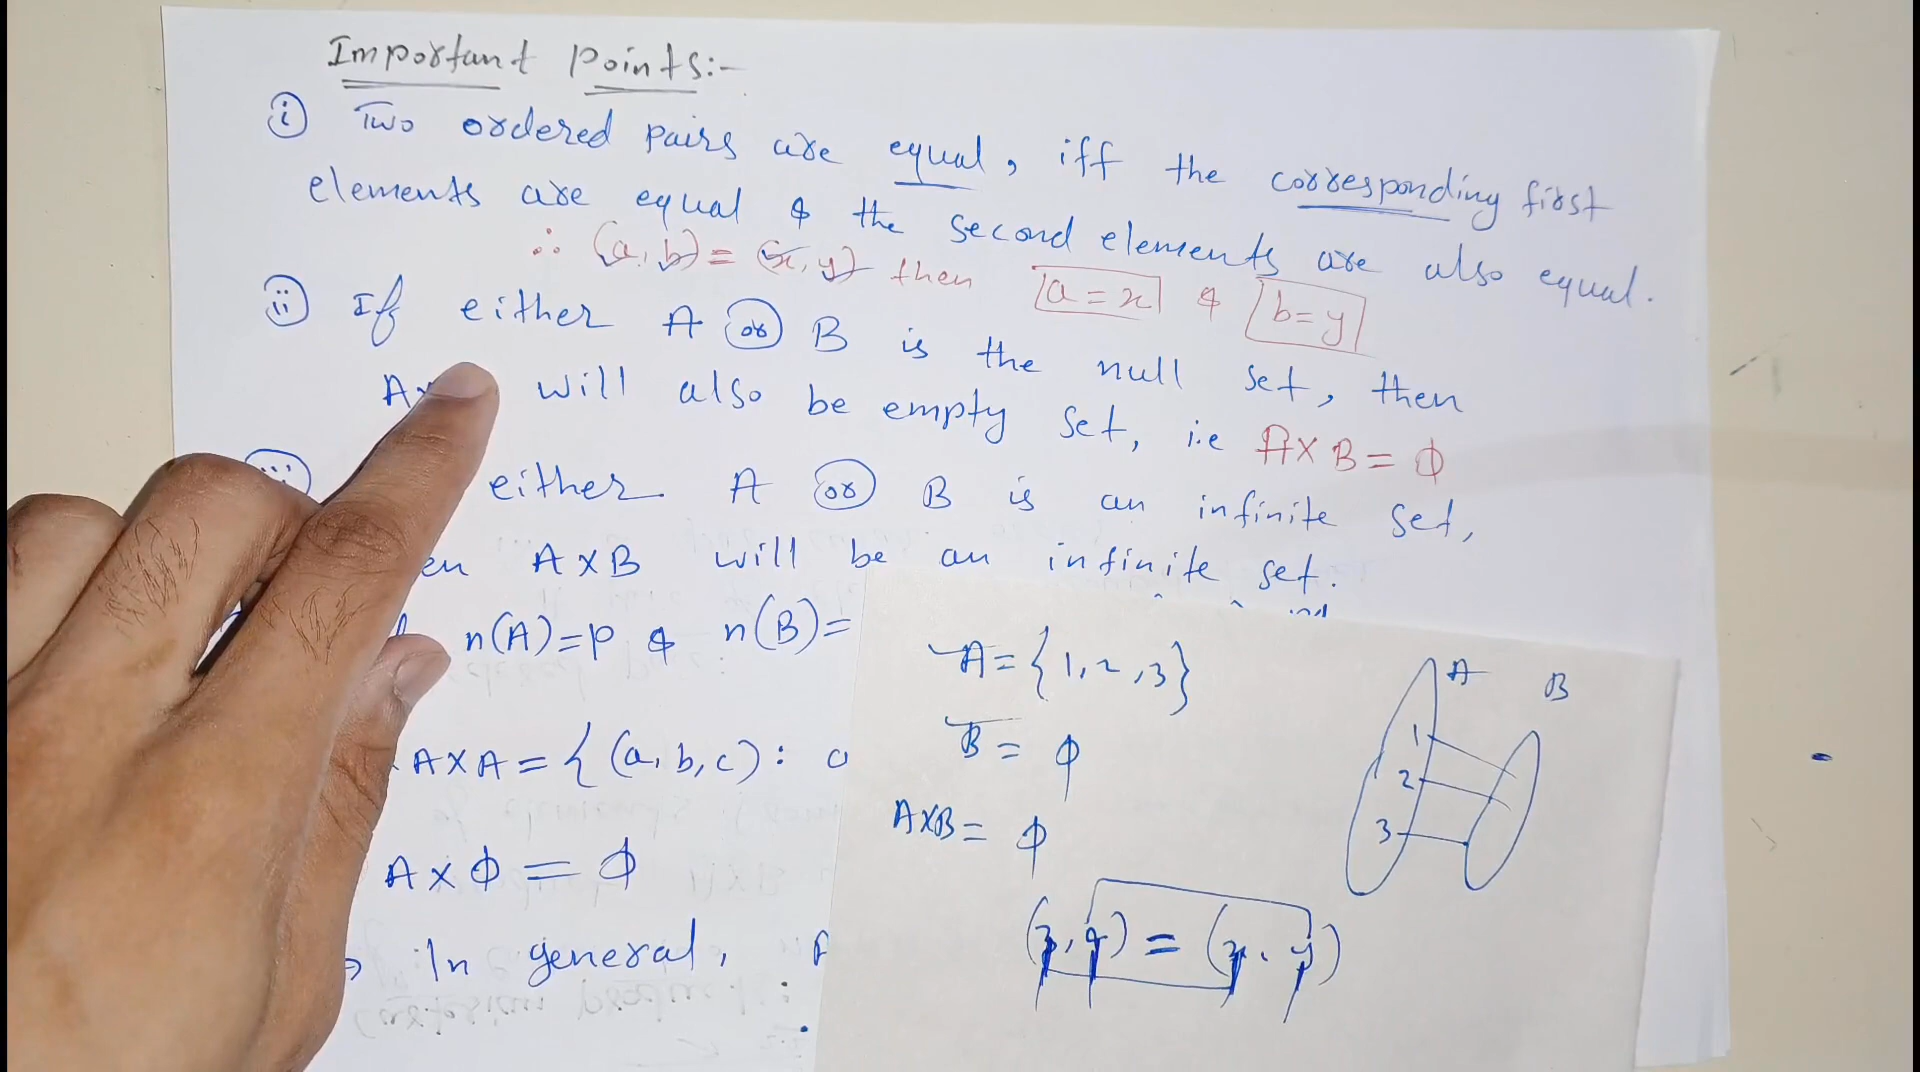 Important Points:-
(i) Two ordered pairs are equal, iff the corresponding first
elements are equal & the second elements are also equal.
∴ (a, b) = (x, y) then a = x & b = y
(ii) If either A or B is the null set, then
will also be empty set, i.e A×B = ϕ
either A or B is an infinite set,
A×B will be an infinite set.
n(A)=p & n(B)=
A×A = { (a, b, c) :
A×ϕ = ϕ
In general,
A = {1, 2, 3}
B = ϕ
A×B = ϕ
A B
1
2
3